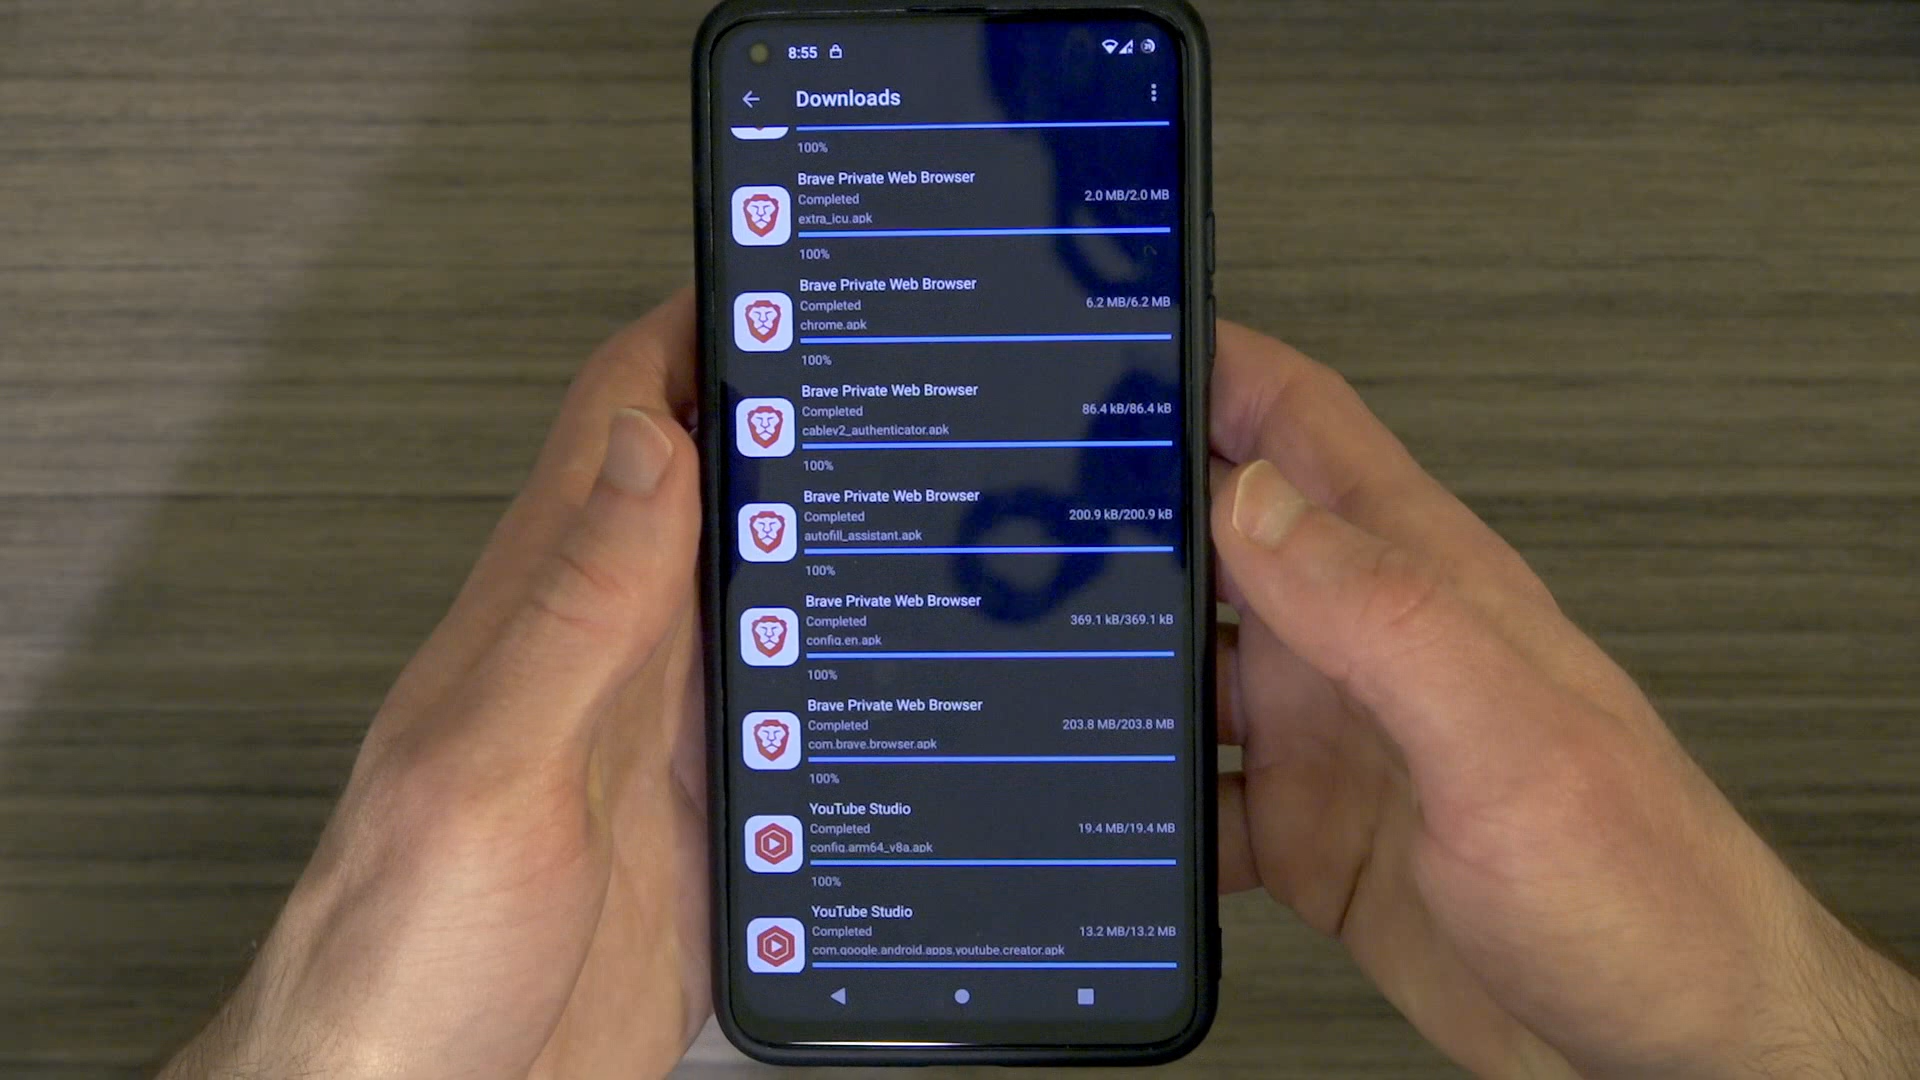 8:55
Downloads
100%
Brave Private Web Browser
Completed
2.0 MB/2.0 MB
extra_icu.apk
100%
Brave Private Web Browser
Completed
6.2 MB/6.2 MB
chrome.apk
100%
Brave Private Web Browser
Completed
86.4 kB/86.4 kB
cablev2_authenticator.apk
100%
Brave Private Web Browser
Completed
200.9 kB/200.9 kB
autofill_assistant.apk
100%
Brave Private Web Browser
Completed
369.1 kB/369.1 kB
config.en.apk
100%
Brave Private Web Browser
Completed
203.8 MB/203.8 MB
com.brave.browser.apk
100%
YouTube Studio
Completed
19.4 MB/19.4 MB
config.arm64_v8a.apk
100%
YouTube Studio
Completed
13.2 MB/13.2 MB
com.google.android.apps.youtube.creator.apk